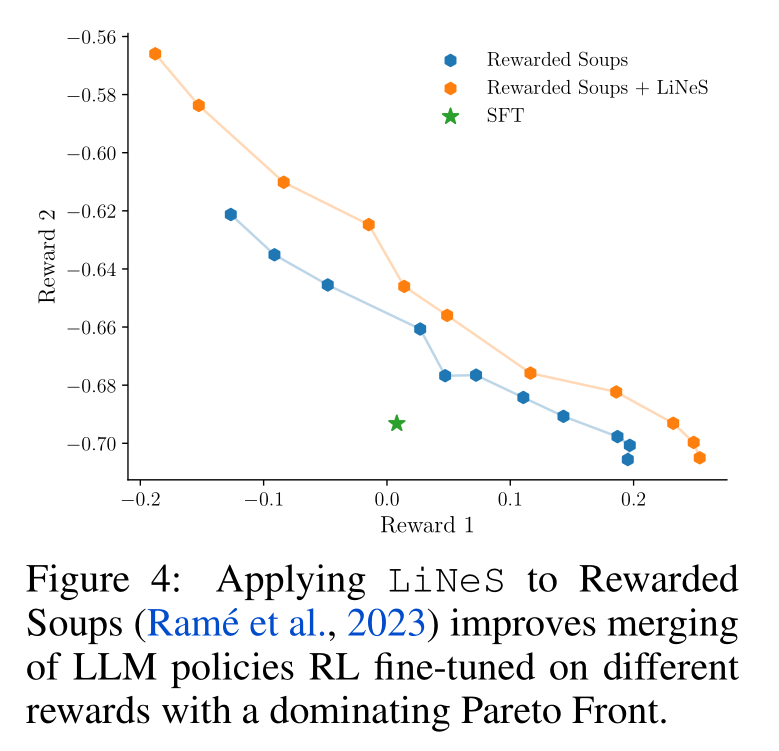 −0.56
−0.58
−0.60
−0.62
−0.64
−0.66
−0.68
−0.70
Reward 2
Rewarded Soups
Rewarded Soups + LiNeS
SFT
−0.2
−0.1
0.0
0.1
0.2
Reward 1
Figure 4: Applying LiNeS to Rewarded
Soups (Ramé et al., 2023) improves merging
of LLM policies RL fine-tuned on different
rewards with a dominating Pareto Front.